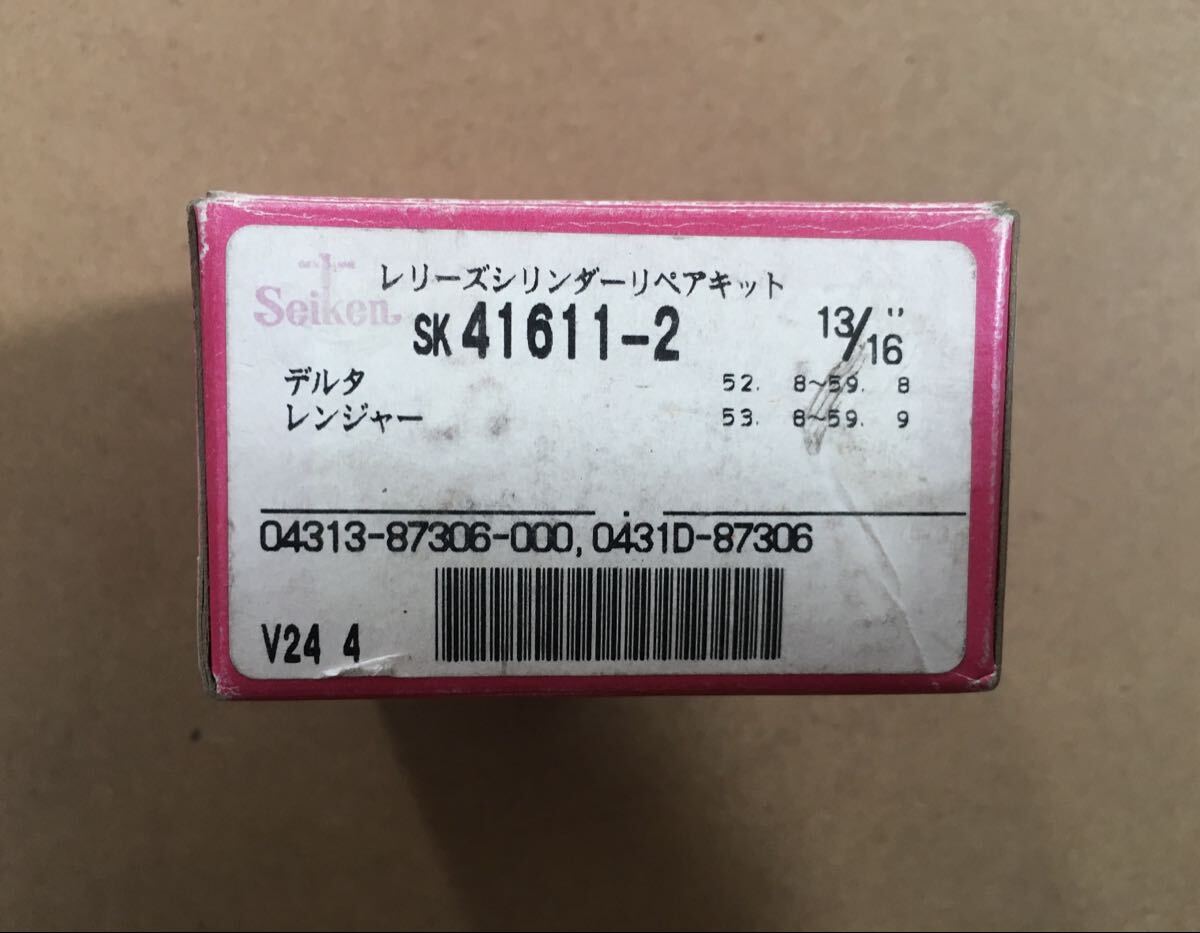 Seiken
レリーズシリンダーリペアキット
SK 41611-2 13/16''
デルタ 52. 8~59. 8
レンジャー 53. 8~59. 9
04313-87306-000, 0431D-87306
V24 4